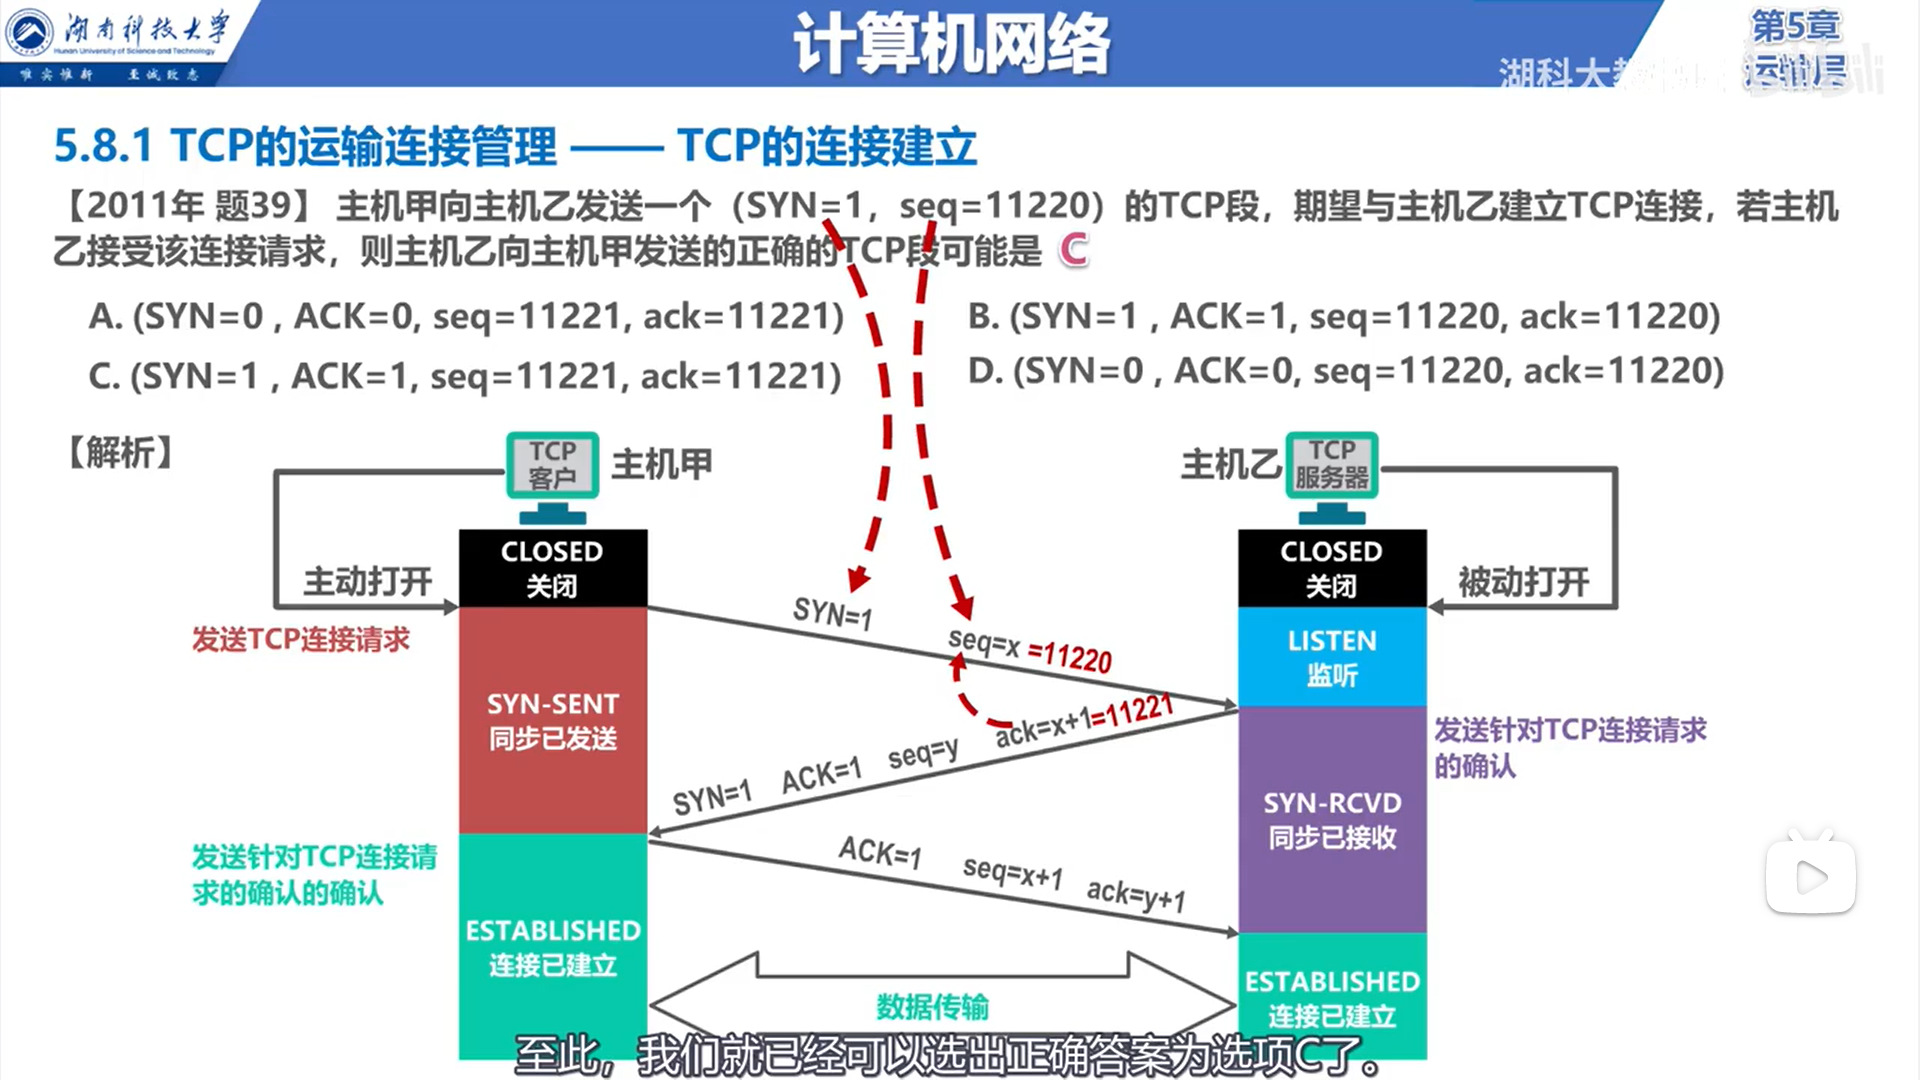 湖南科技大学
Hunan University of Science and Technology
唯实惟新 至诚致志
计算机网络
第5章
运输层
5.8.1 TCP的运输连接管理 —— TCP的连接建立
【2011年 题39】 主机甲向主机乙发送一个（SYN=1，seq=11220）的TCP段，期望与主机乙建立TCP连接，若主机
乙接受该连接请求，则主机乙向主机甲发送的正确的TCP段可能是 C
A. (SYN=0 , ACK=0, seq=11221, ack=11221)
B. (SYN=1 , ACK=1, seq=11220, ack=11220)
C. (SYN=1 , ACK=1, seq=11221, ack=11221)
D. (SYN=0 , ACK=0, seq=11220, ack=11220)
【解析】
TCP
客户
主机甲
主机乙
TCP
服务器
CLOSED
关闭
CLOSED
关闭
主动打开
被动打开
发送TCP连接请求
SYN=1 seq=x =11220
LISTEN
监听
SYN-SENT
同步已发送
SYN=1 ACK=1 seq=y ack=x+1=11221
发送针对TCP连接请求
的确认
SYN-RCVD
同步已接收
发送针对TCP连接请
求的确认的确认
ACK=1 seq=x+1 ack=y+1
ESTABLISHED
连接已建立
ESTABLISHED
连接已建立
数据传输
至此，我们就已经可以选出正确答案为选项C了。